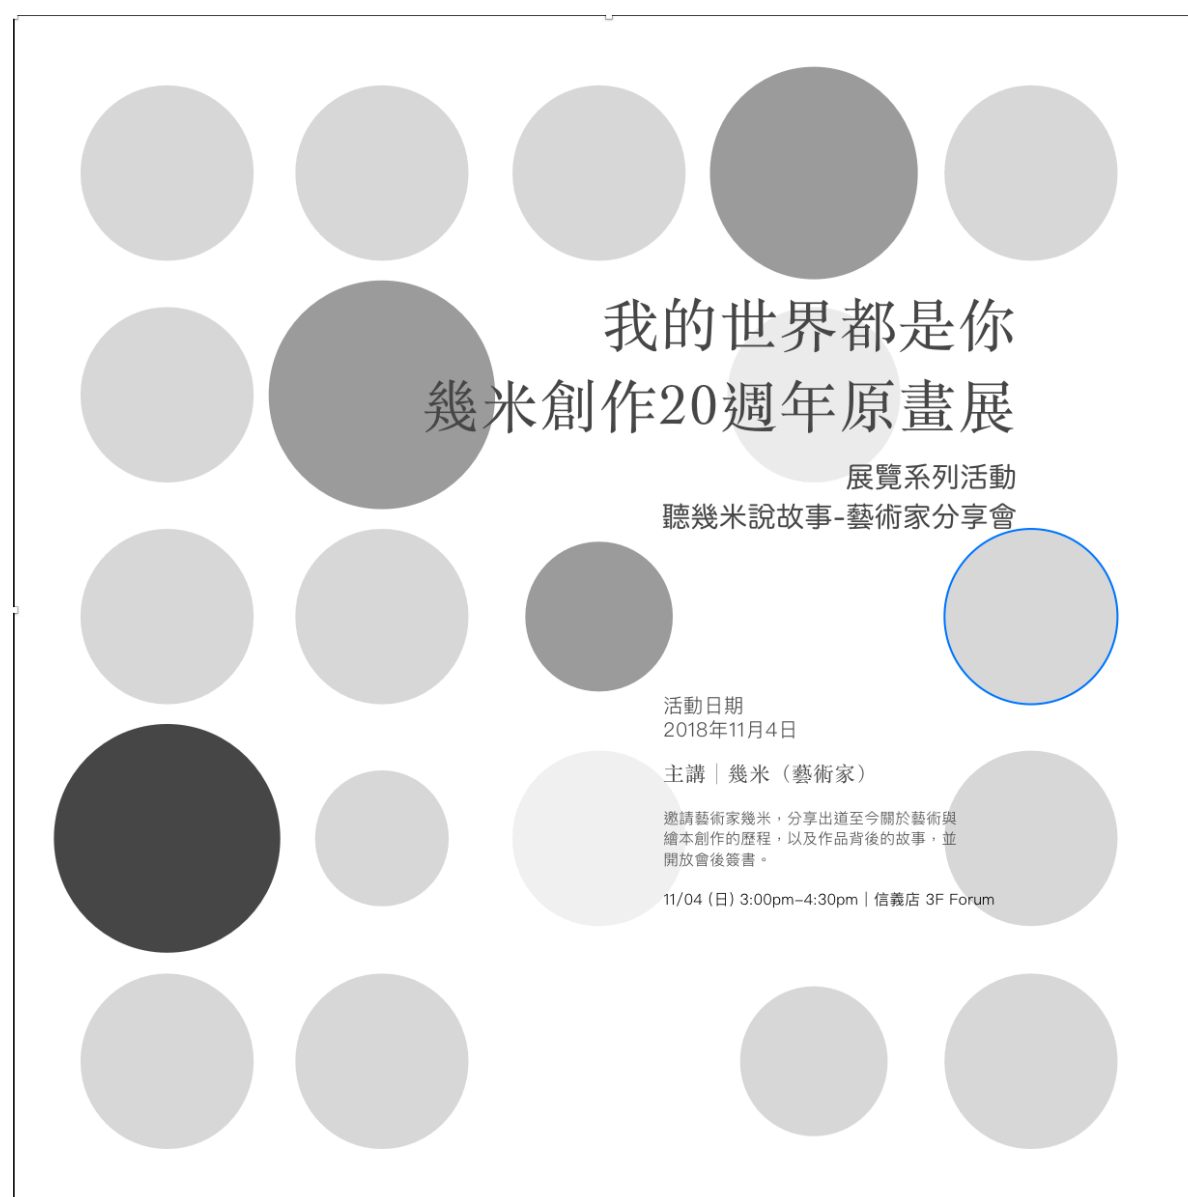 我的世界都是你
幾米創作20週年原畫展
展覽系列活動
聽幾米說故事-藝術家分享會
活動日期
2018年11月4日
主講｜幾米（藝術家）
邀請藝術家幾米，分享出道至今關於藝術與
繪本創作的歷程，以及作品背後的故事，並
開放會後簽書。
11/04 (日) 3:00pm–4:30pm｜信義店 3F Forum